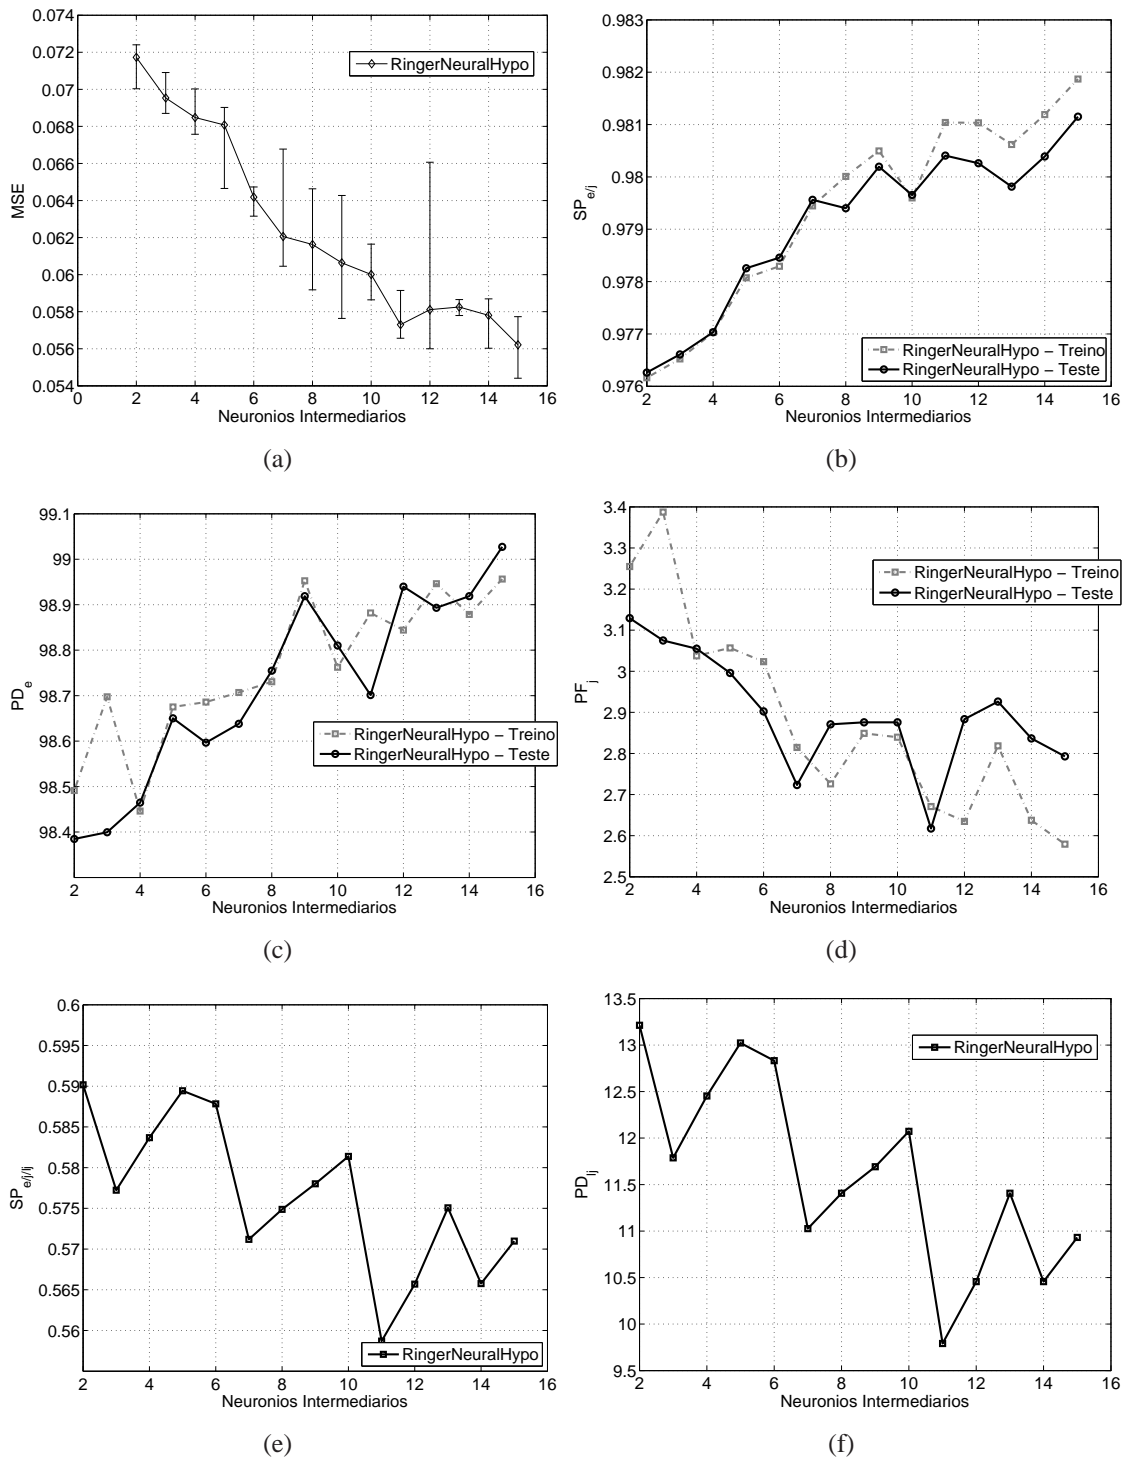 0.074
0.072
0.07
0.068
0.066
0.064
0.062
0.06
0.058
0.056
0.054
MSE
RingerNeuralHypo
0 2 4 6 8 10 12 14 16
Neuronios Intermediarios
(a)
0.983
0.982
0.981
0.98
0.979
0.978
0.977
0.976
SP e/j
RingerNeuralHypo − Treino
RingerNeuralHypo − Teste
2 4 6 8 10 12 14 16
Neuronios Intermediarios
(b)
99.1
99
98.9
98.8
98.7
98.6
98.5
98.4
PD e
RingerNeuralHypo − Treino
RingerNeuralHypo − Teste
2 4 6 8 10 12 14 16
Neuronios Intermediarios
(c)
3.4
3.3
3.2
3.1
3
2.9
2.8
2.7
2.6
2.5
PF j
RingerNeuralHypo − Treino
RingerNeuralHypo − Teste
2 4 6 8 10 12 14 16
Neuronios Intermediarios
(d)
0.6
0.595
0.59
0.585
0.58
0.575
0.57
0.565
0.56
SP e/j/lj
RingerNeuralHypo
2 4 6 8 10 12 14 16
Neuronios Intermediarios
(e)
13.5
13
12.5
12
11.5
11
10.5
10
9.5
PD lj
RingerNeuralHypo
2 4 6 8 10 12 14 16
Neuronios Intermediarios
(f)